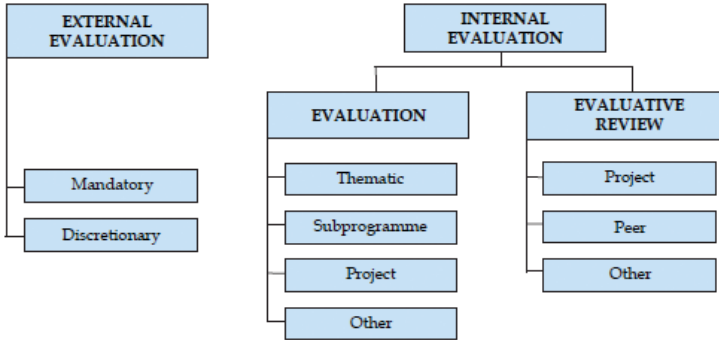 EXTERNAL
EVALUATION
Mandatory
Discretionary
INTERNAL
EVALUATION
EVALUATION
Thematic
Subprogramme
Project
Other
EVALUATIVE
REVIEW
Project
Peer
Other